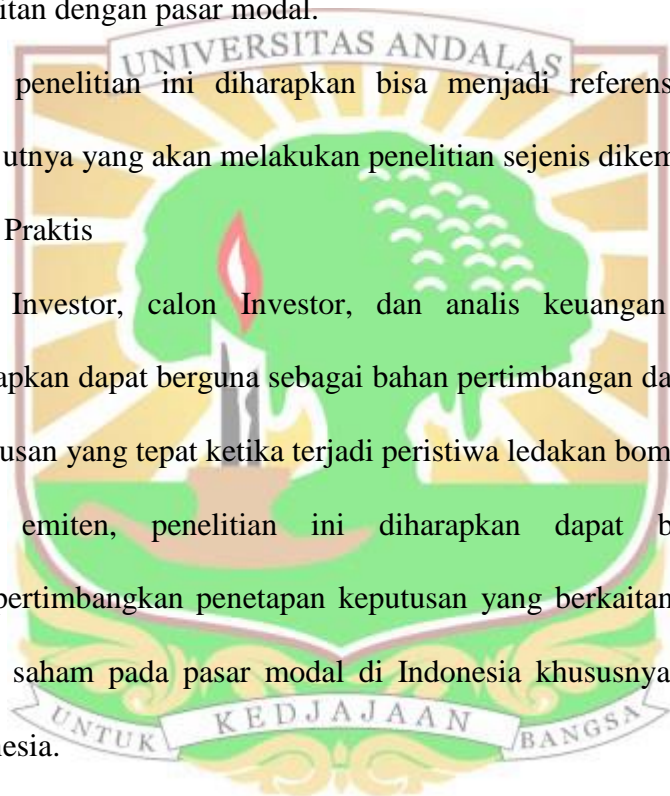 itan dengan pasar modal.
UNIVERSITAS ANDALAS
penelitian ini diharapkan bisa menjadi referens
utnya yang akan melakukan penelitian sejenis dikem
Praktis
Investor, calon Investor, dan analis keuangan
apkan dapat berguna sebagai bahan pertimbangan da
usan yang tepat ketika terjadi peristiwa ledakan bom
emiten, penelitian ini diharapkan dapat b
pertimbangkan penetapan keputusan yang berkaitan
saham pada pasar modal di Indonesia khususnya
UNTUK KEDJAJAAN BANGSA
nesia.